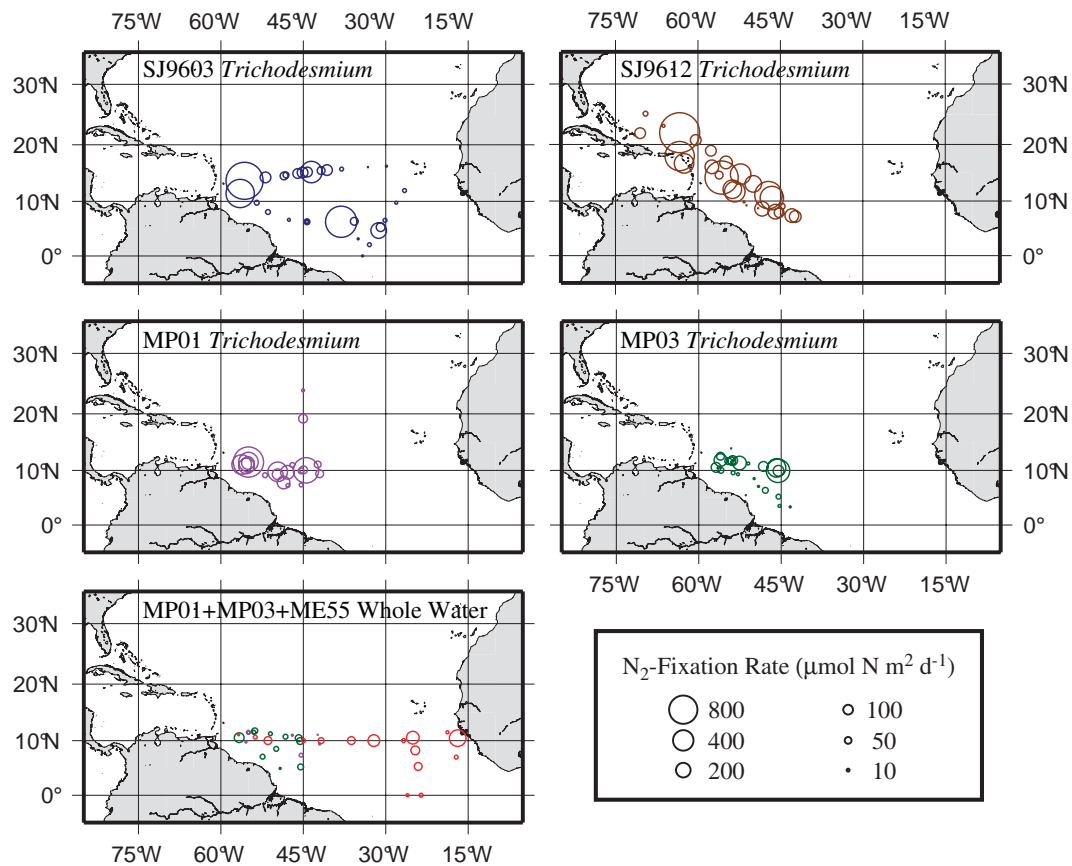 75°W 60°W 45°W 30°W 15°W 75°W 60°W 45°W 30°W 15°W
SJ9603 Trichodesmium
SJ9612 Trichodesmium
30°N
20°N
10°N
0°
30°N
20°N
10°N
0°
MP01 Trichodesmium
MP03 Trichodesmium
30°N
20°N
10°N
0°
30°N
20°N
10°N
0°
75°W 60°W 45°W 30°W 15°W
MP01+MP03+ME55 Whole Water
30°N
20°N
10°N
0°
75°W 60°W 45°W 30°W 15°W
N2-Fixation Rate (μmol N m² d⁻¹)
800 100
400 50
200 10